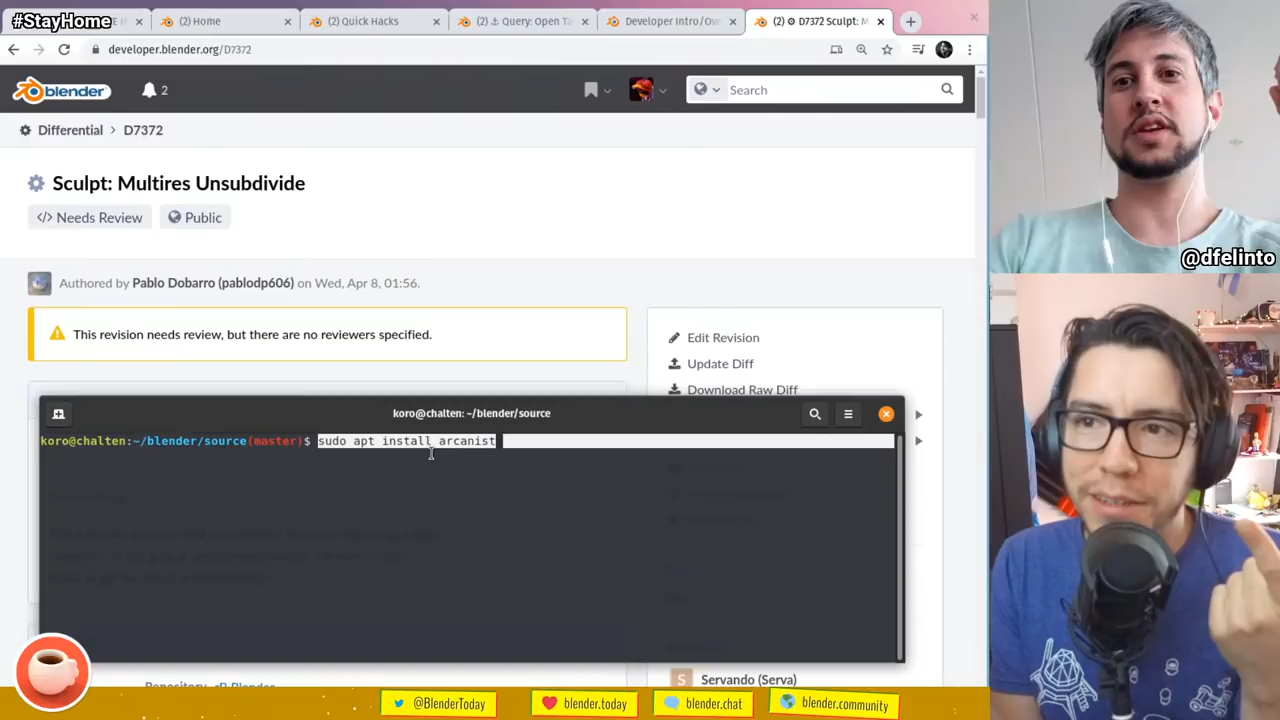 #StayHome
(2) Home
(2) Quick Hacks
(2) ⚓ Query: Open Ta
Developer Intro/Ov
(2) ⚙ D7372 Sculpt: M
developer.blender.org/D7372
blender
2
Search
Differential > D7372
Sculpt: Multires Unsubdivide
</> Needs Review
Public
Authored by Pablo Dobarro (pablodp606) on Wed, Apr 8, 01:56.
This revision needs review, but there are no reviewers specified.
Edit Revision
Update Diff
Download Raw Diff
koro@chalten: ~/blender/source
koro@chalten:~/blender/source(master)$ sudo apt install arcanist
Servando (Serva)
S
Repository
@dfelinto
@BlenderToday
blender.today
blender.chat
blender.community